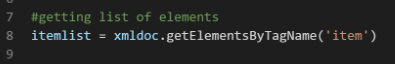 7 #getting list of elements
8 itemlist = xmldoc.getElementsByTagName('item')
9